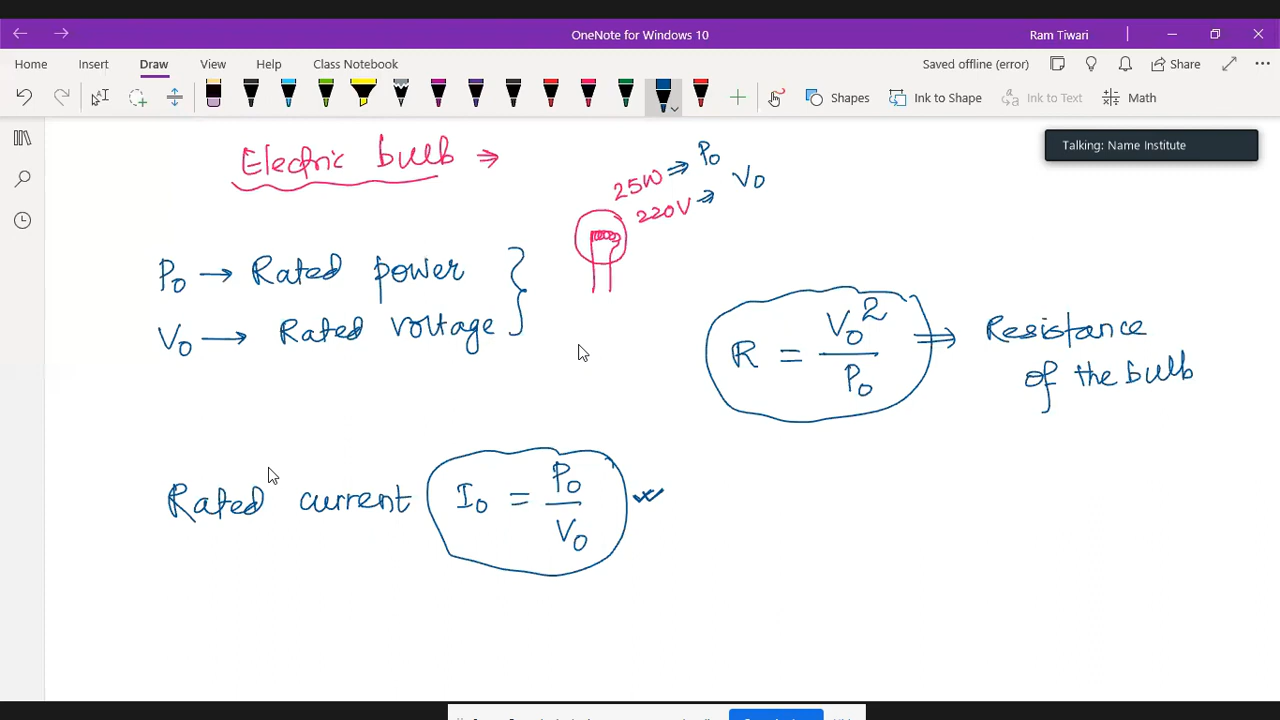 OneNote for Windows 10
Ram Tiwari
Home Insert Draw View Help Class Notebook
Saved offline (error)
Share
Shapes
Ink to Shape
Ink to Text
Math
Talking: Name Institute
Electric bulb ⇒
25W ⇒ P₀
220V → V₀
P₀ → Rated power
V₀ → Rated voltage
R = V₀² / P₀ ⇒ Resistance
of the bulb
Rated current I₀ = P₀ / V₀